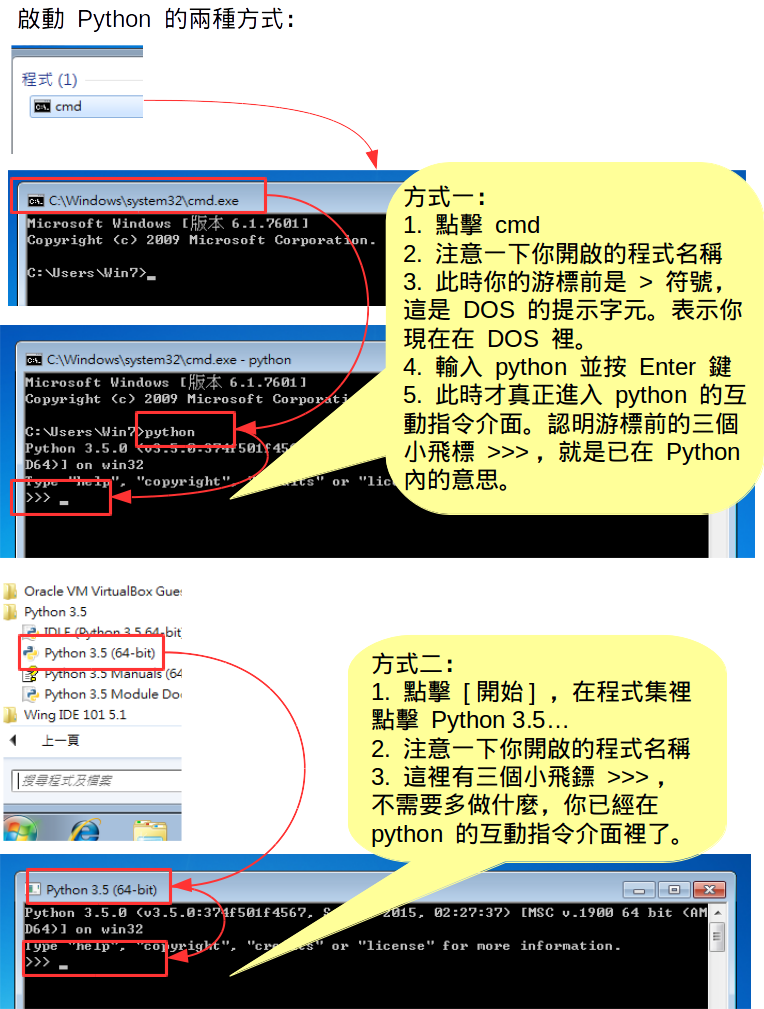 啟動 Python 的兩種方式：
程式 (1)
cmd
C:\Windows\system32\cmd.exe
Microsoft Windows [版本 6.1.7601]
Copyright (c) 2009 Microsoft Corporation.
C:\Users\Win7>
方式一：
1. 點擊 cmd
2. 注意一下你開啟的程式名稱
3. 此時你的游標前是 > 符號，
這是 DOS 的提示字元。表示你
現在在 DOS 裡。
4. 輸入 python 並按 Enter 鍵
5. 此時才真正進入 python 的互
動指令介面。認明游標前的三個
小飛標 >>> ，就是已在 Python
內的意思。
C:\Windows\system32\cmd.exe - python
Microsoft Windows [版本 6.1.7601]
Copyright (c) 2009 Microsoft
C:\Users\Win7>python
Python 3.5.0 (v3.5.0:374f501f456
D64)] on win32
Type "help", "copyright", "credits" or "lice
>>>
Oracle VM VirtualBox Gues
Python 3.5
IDLE (Python 3.5 64-bit
Python 3.5 (64-bit)
Python 3.5 Manuals (64
Python 3.5 Module Do
Wing IDE 101 5.1
上一頁
搜尋程式及檔案
方式二：
1. 點擊 [ 開始 ] ，在程式集裡
點擊 Python 3.5…
2. 注意一下你開啟的程式名稱
3. 這裡有三個小飛鏢 >>> ，
不需要多做什麼，你已經在
python 的互動指令介面裡了。
Python 3.5 (64-bit)
Python 3.5.0 (v3.5.0:374f501f4567, S 2015, 02:27:37) [MSC v.1900 64 bit (AM
D64)] on win32
Type "help", "copyright", "credits" or "license" for more information.
>>>